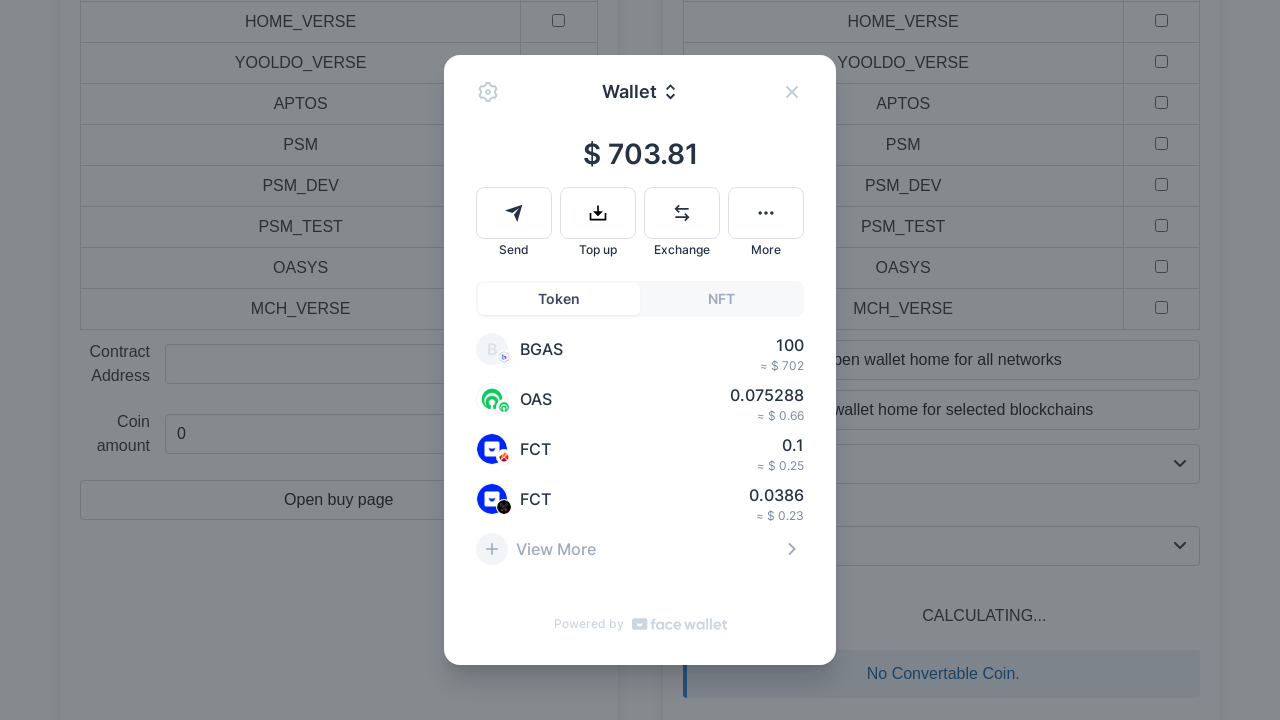 HOME_VERSE
YOOLDO_VERSE
APTOS
PSM
PSM_DEV
PSM_TEST
OASYS
MCH_VERSE
Contract
Address
Coin
amount
0
Open buy page
Wallet
$ 703.81
Send
Top up
Exchange
More
Token
NFT
B
BGAS
100
≈ $ 702
OAS
0.075288
≈ $ 0.66
FCT
0.1
≈ $ 0.25
FCT
0.0386
≈ $ 0.23
View More
Powered by face wallet
HOME_VERSE
YOOLDO_VERSE
APTOS
PSM
PSM_DEV
PSM_TEST
OASYS
MCH_VERSE
pen wallet home for all networks
wallet home for selected blockchains
CALCULATING...
No Convertable Coin.